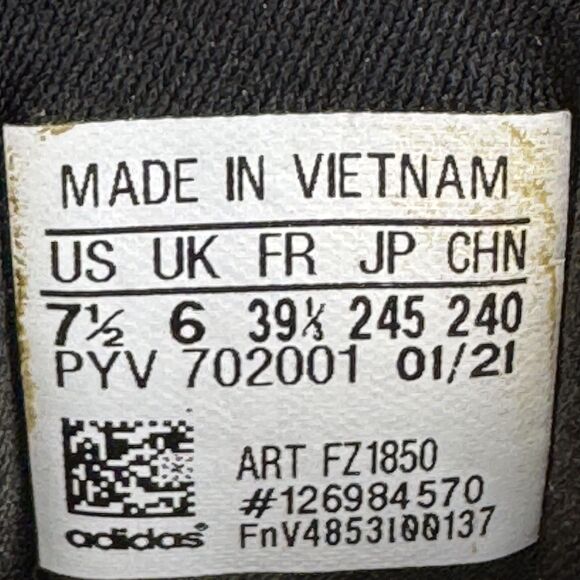 MADE IN VIETNAM
US UK FR JP CHN
7½ 6 39⅓ 245 240
PYV 702001 01/21
ART FZ1850
#126984570
FnV4853I00137
adidas